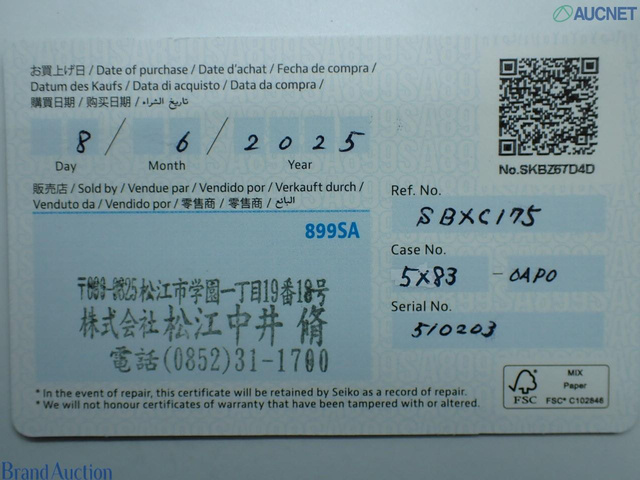 AUCNET
お買上げ日 / Date of purchase / Date d'achat / Fecha de compra /
Datum des Kaufs / Data di acquisto / Data da compra /
購買日期 / 购买日期 / تاريخ الشراء
8 / 6 / 2025
Day Month Year
No.SKBZ67D4D
販売店 / Sold by / Vendue par / Vendido por / Verkauft durch /
Venduto da / Vendido por / 零售商 / 零售商 / البائع
899SA
松江市学園一丁目19番18号
株式会社 松江中井脩
電話(0852)31-1700
Ref. No.
SBXC175
Case No.
5X83 - 0AP0
Serial No.
510203
* In the event of repair, this certificate will be retained by Seiko as a record of repair.
* We will not honour certificates of warranty that have been tampered with or altered.
FSC
MIX
Paper
FSC® C102846
Brand Auction